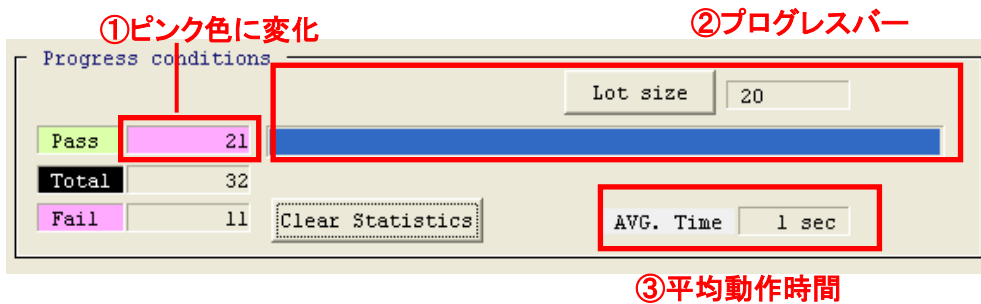 ①ピンク色に変化
②プログレスバー
Progress conditions
Lot size 20
Pass 21
Total 32
Fail 11 Clear Statistics AVG. Time 1 sec
③平均動作時間